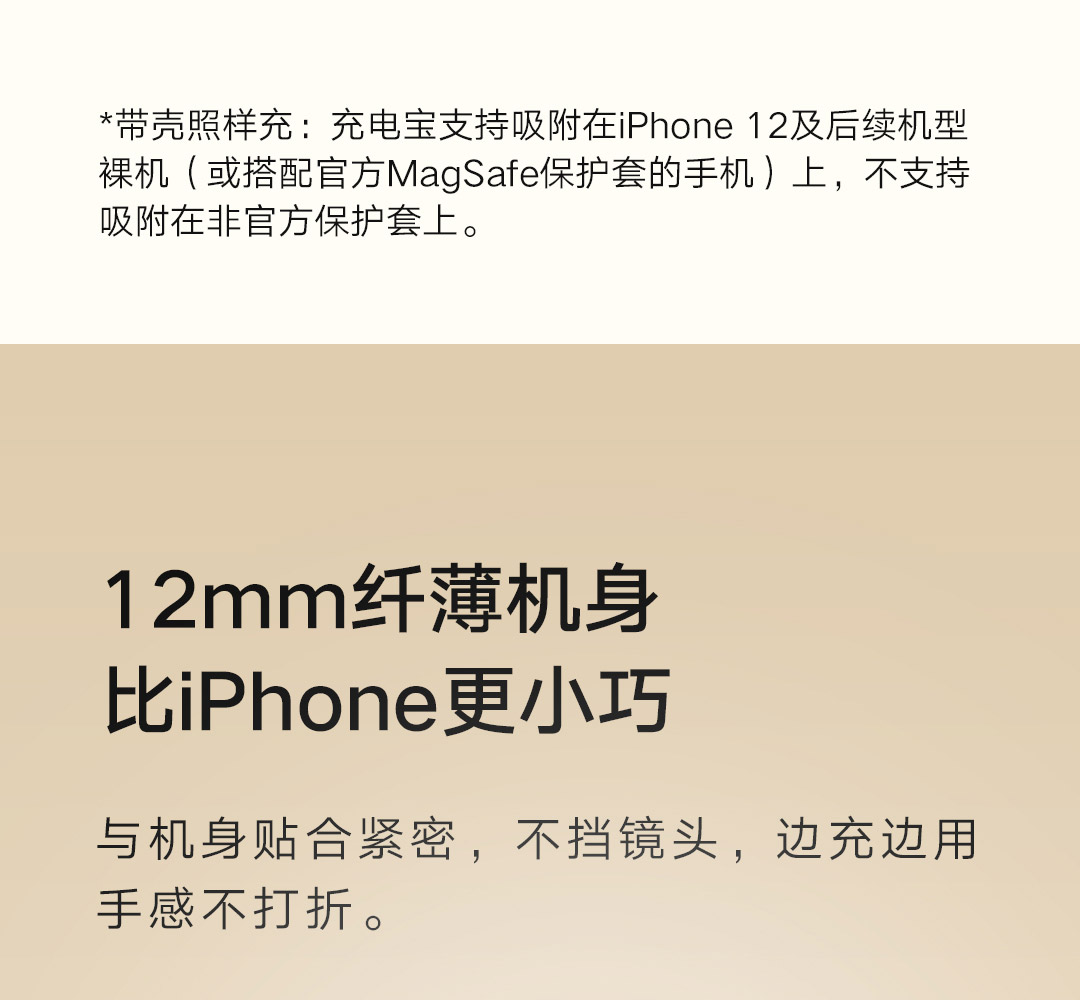 *带壳照样充：充电宝支持吸附在iPhone 12及后续机型
裸机（或搭配官方MagSafe保护套的手机）上，不支持
吸附在非官方保护套上。
12mm纤薄机身
比iPhone更小巧
与机身贴合紧密，不挡镜头，边充边用
手感不打折。